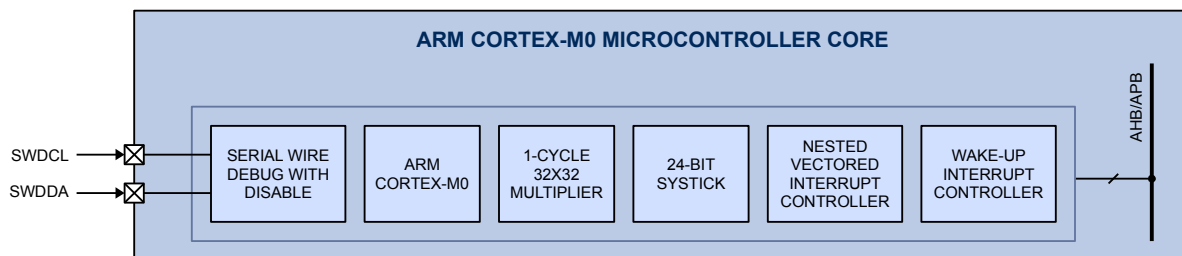 ARM CORTEX-M0 MICROCONTROLLER CORE
AHB/APB
SWDCL
SWDDA
SERIAL WIRE
DEBUG WITH
DISABLE
ARM
CORTEX-M0
1-CYCLE
32X32
MULTIPLIER
24-BIT
SYSTICK
NESTED
VECTORED
INTERRUPT
CONTROLLER
WAKE-UP
INTERRUPT
CONTROLLER